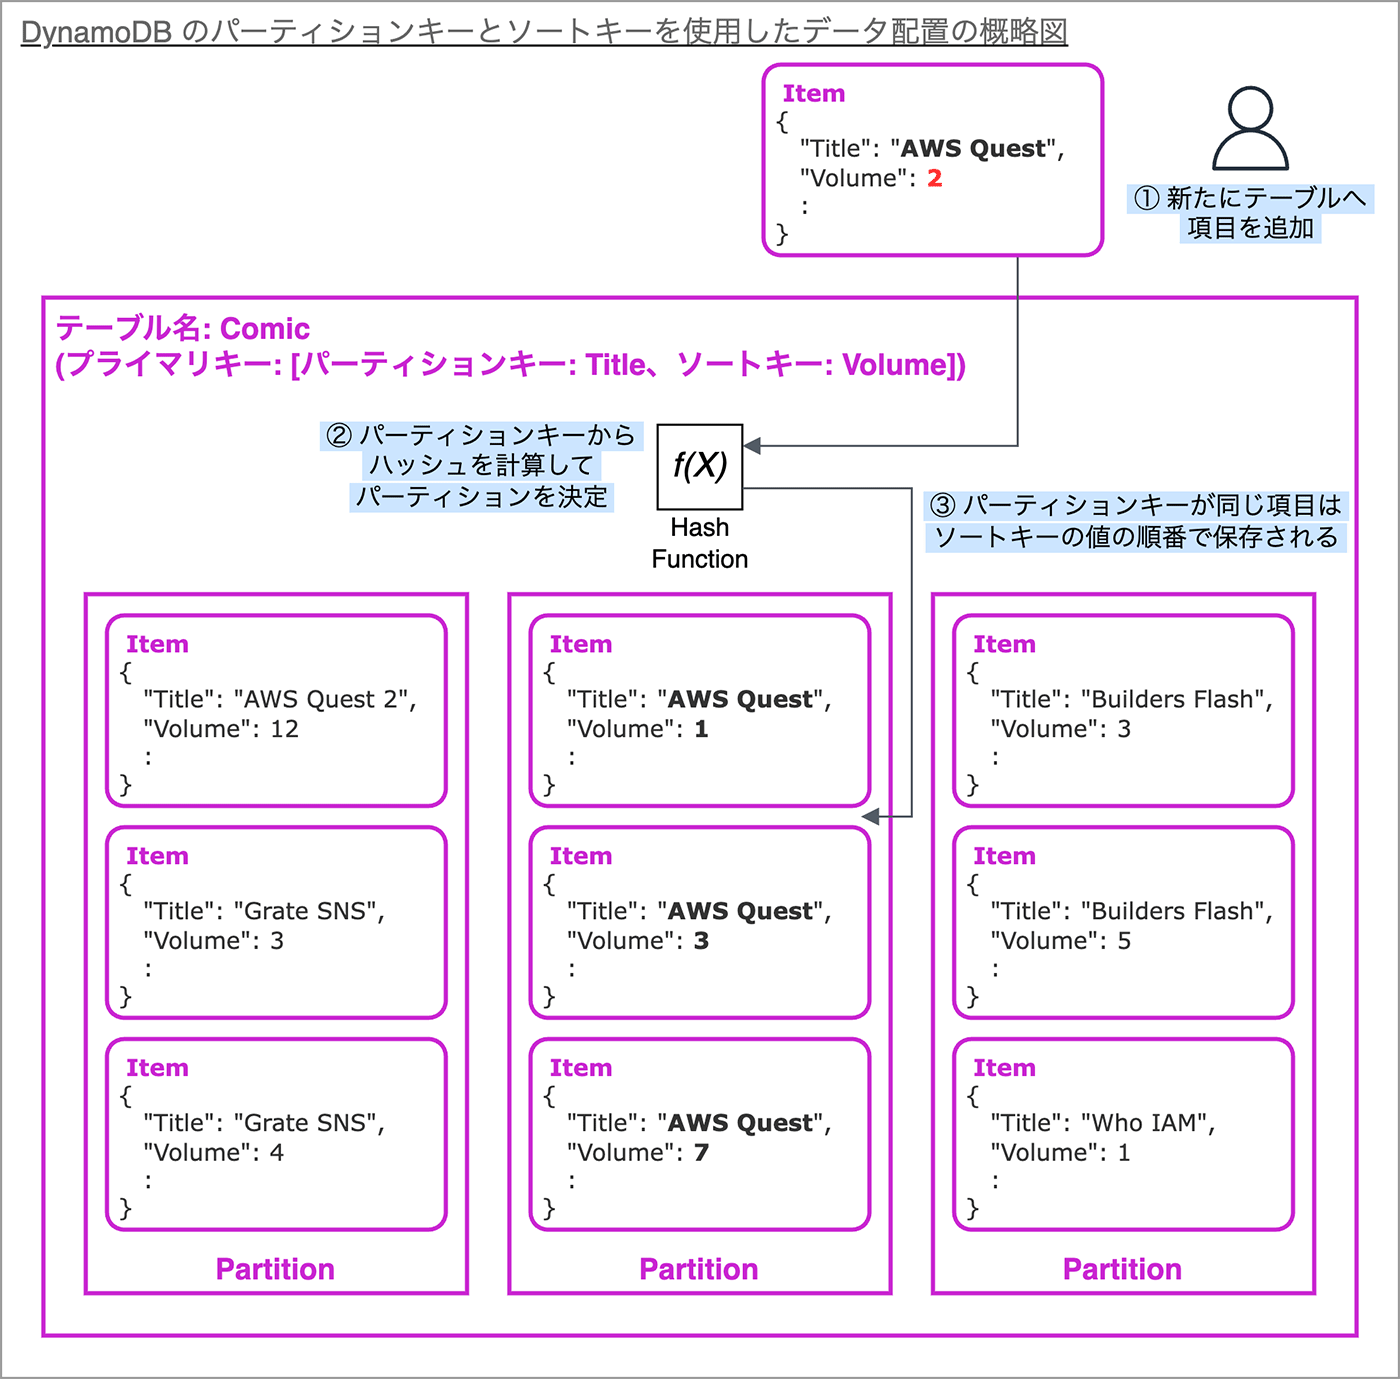 DynamoDB のパーティションキーとソートキーを使用したデータ配置の概略図
Item
{
"Title": "AWS Quest",
"Volume": 2
:
}
① 新たにテーブルへ
項目を追加
テーブル名: Comic
(プライマリキー: [パーティションキー: Title、ソートキー: Volume])
② パーティションキーから
ハッシュを計算して
パーティションを決定
f(X)
Hash
Function
③ パーティションキーが同じ項目は
ソートキーの値の順番で保存される
Item
{
"Title": "AWS Quest 2",
"Volume": 12
:
}
Item
{
"Title": "Grate SNS",
"Volume": 3
:
}
Item
{
"Title": "Grate SNS",
"Volume": 4
:
}
Partition
Item
{
"Title": "AWS Quest",
"Volume": 1
:
}
Item
{
"Title": "AWS Quest",
"Volume": 3
:
}
Item
{
"Title": "AWS Quest",
"Volume": 7
:
}
Partition
Item
{
"Title": "Builders Flash",
"Volume": 3
:
}
Item
{
"Title": "Builders Flash",
"Volume": 5
:
}
Item
{
"Title": "Who IAM",
"Volume": 1
:
}
Partition